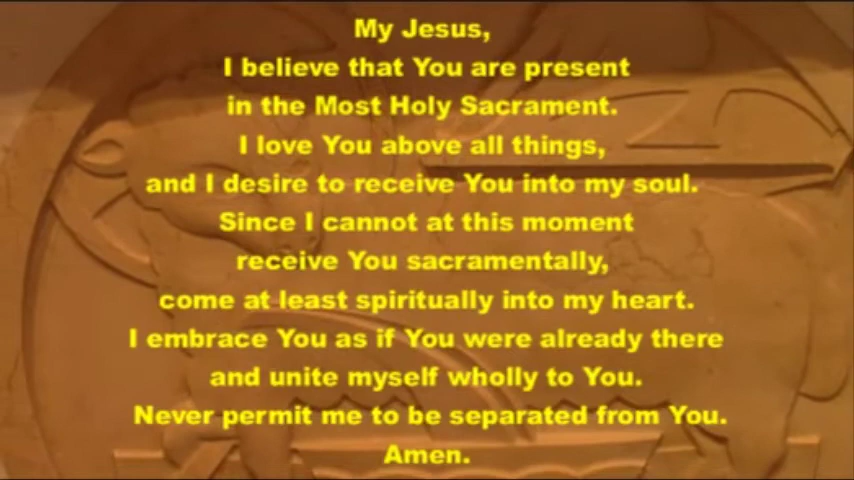 My Jesus,
I believe that You are present
in the Most Holy Sacrament.
I love You above all things,
and I desire to receive You into my soul.
Since I cannot at this moment
receive You sacramentally,
come at least spiritually into my heart.
I embrace You as if You were already there
and unite myself wholly to You.
Never permit me to be separated from You.
Amen.